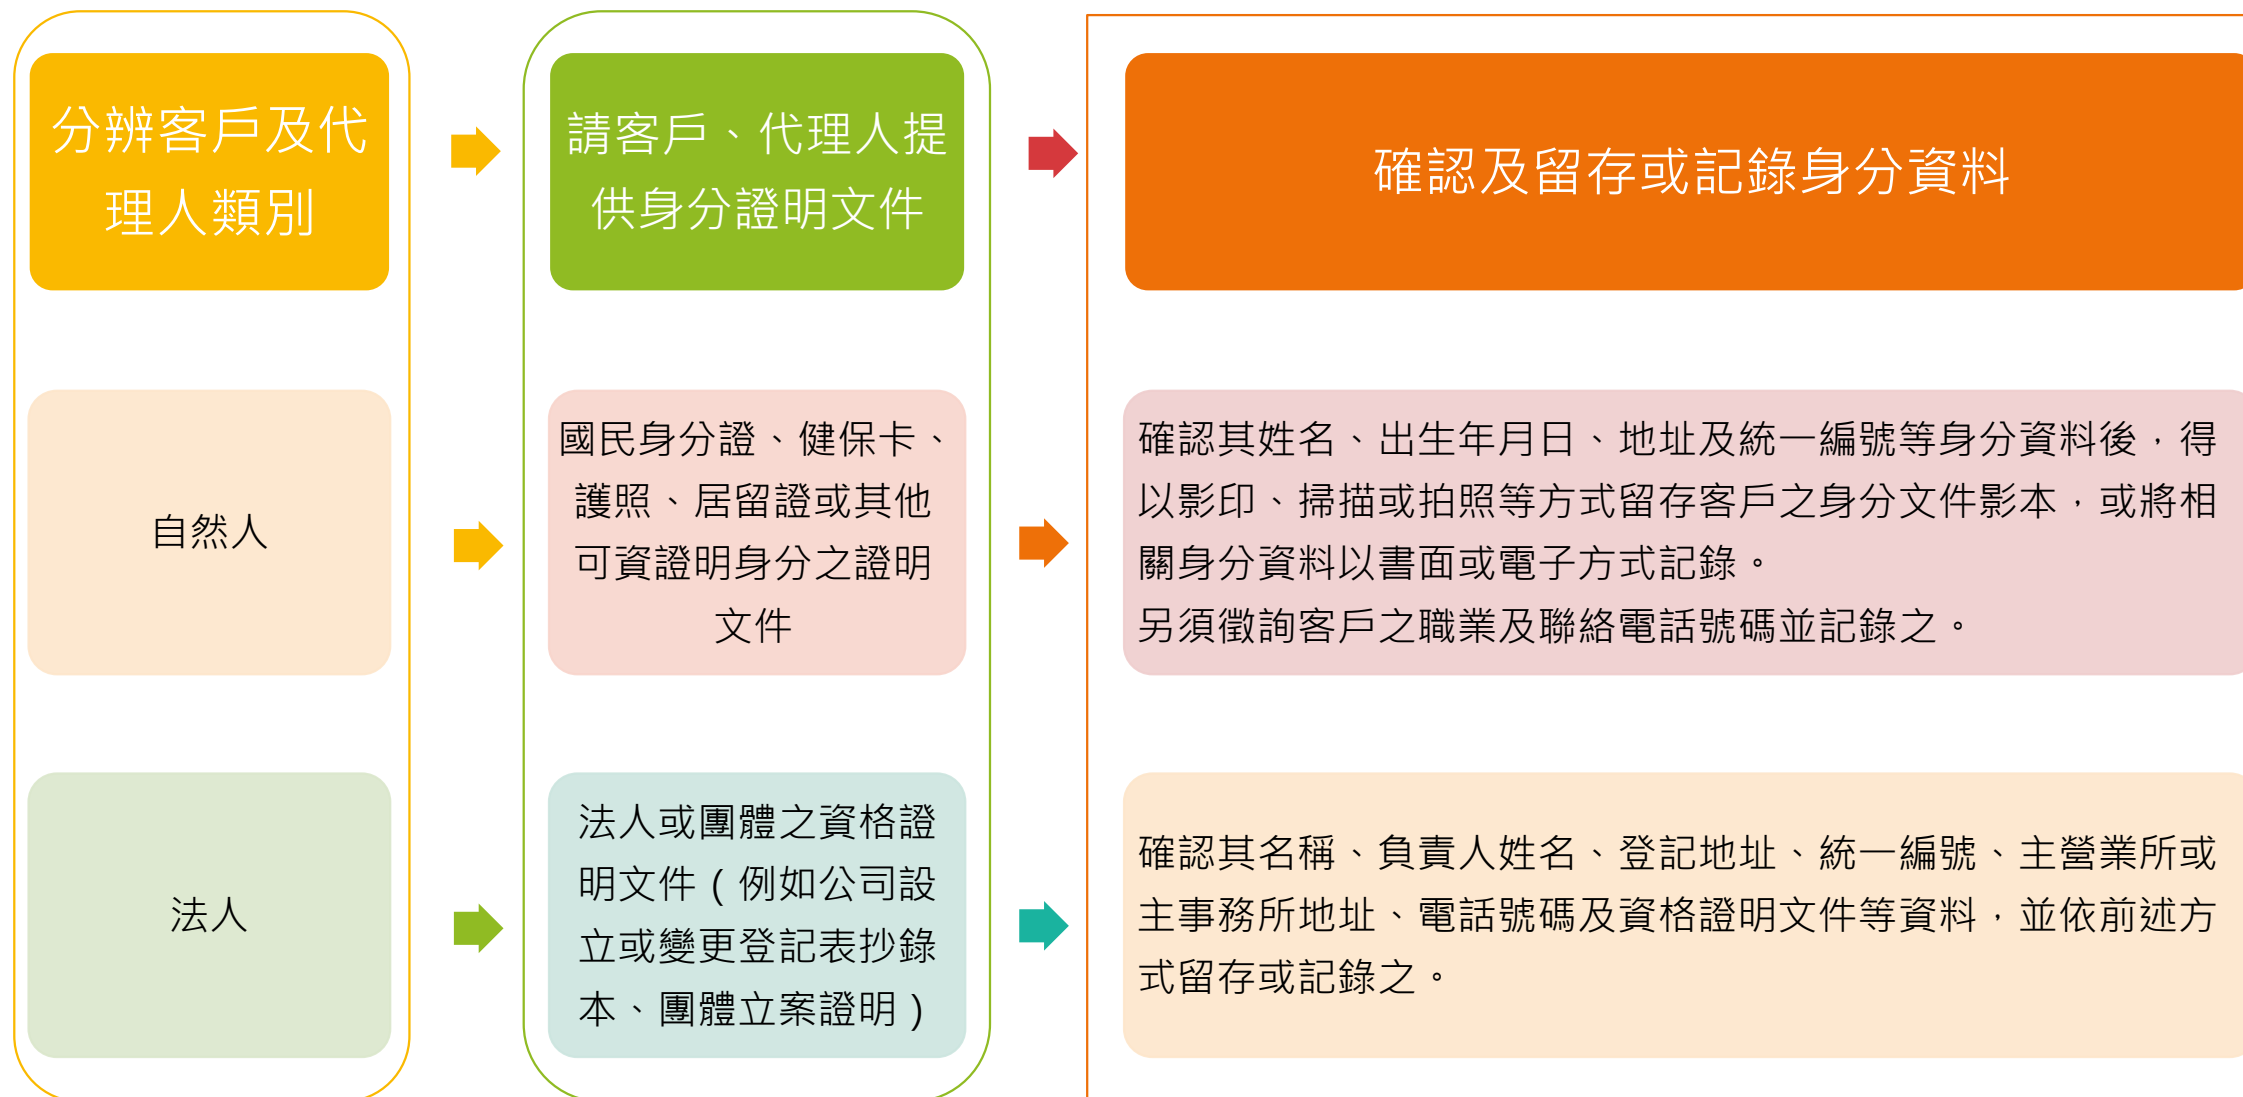 分辨客戶及代
理人類別
請客戶、代理人提
供身分證明文件
確認及留存或記錄身分資料
自然人
國民身分證、健保卡、
護照、居留證或其他
可資證明身分之證明
文件
確認其姓名、出生年月日、地址及統一編號等身分資料後，得
以影印、掃描或拍照等方式留存客戶之身分文件影本，或將相
關身分資料以書面或電子方式記錄。
另須徵詢客戶之職業及聯絡電話號碼並記錄之。
法人
法人或團體之資格證
明文件（例如公司設
立或變更登記表抄錄
本、團體立案證明）
確認其名稱、負責人姓名、登記地址、統一編號、主營業所或
主事務所地址、電話號碼及資格證明文件等資料，並依前述方
式留存或記錄之。